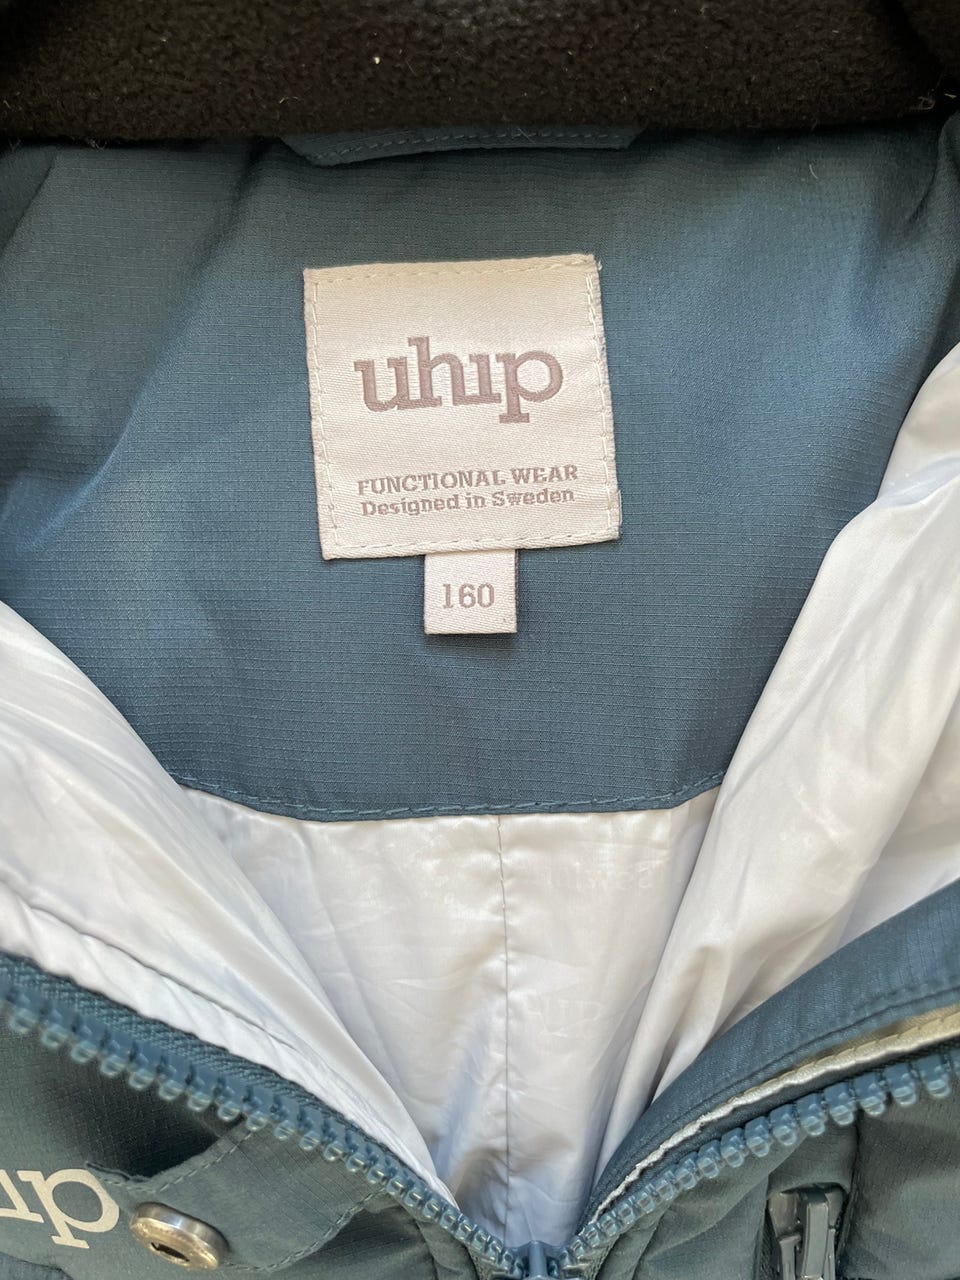 uhip
FUNCTIONAL WEAR
Designed in Sweden
160